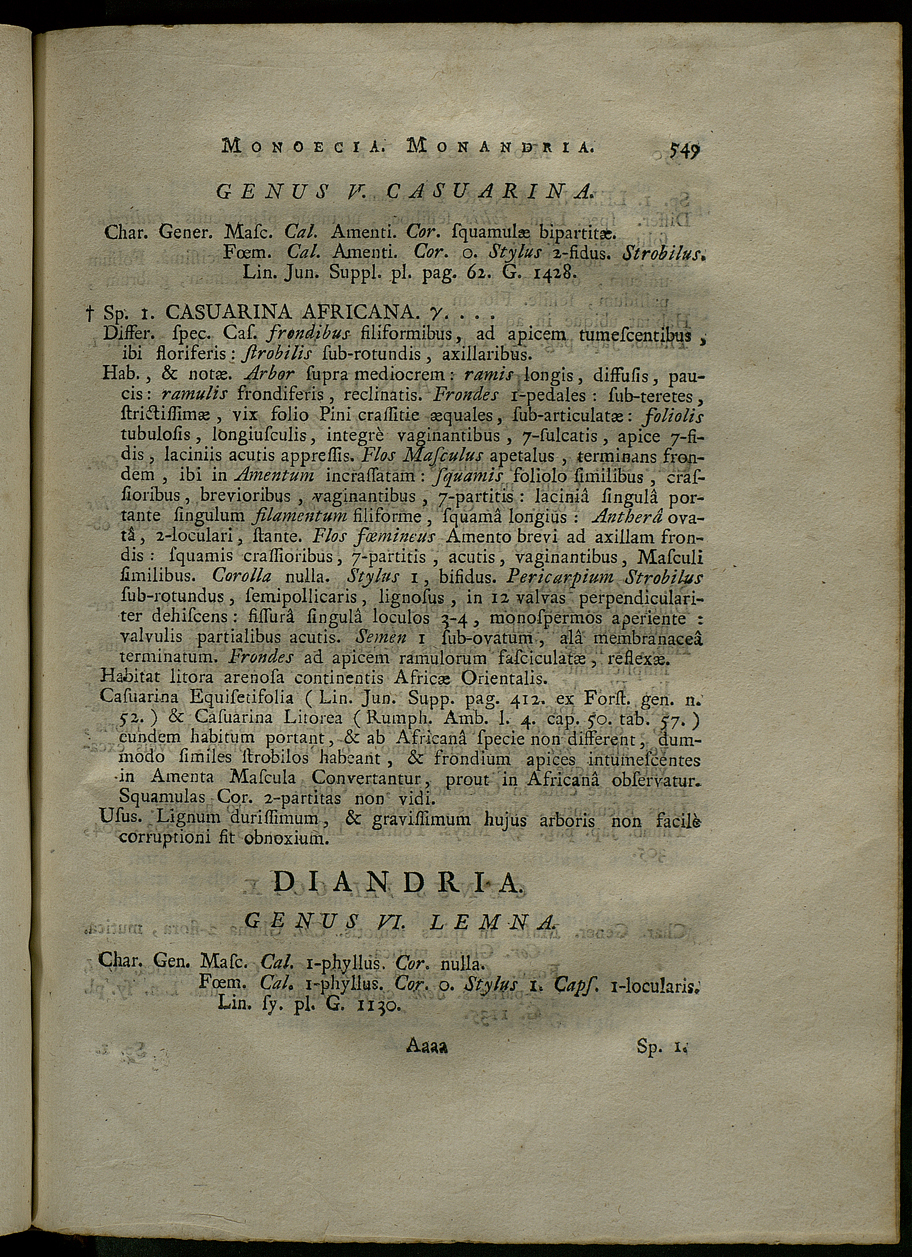 MONOECIA. MONANDRIA. 549
GENUS V. CASUARINA.
Char. Gener. Maſc. Cal. Amenti. Cor. ſquamulæ bipartitæ.
Fœm. Cal. Amenti. Cor. 0. Stylus 2-fidus. Strobilus.
Lin. Jun. Suppl. pl. pag. 62. G. 1428.
† Sp. 1. CASUARINA AFRICANA. γ. . . .
Differ. ſpec. Caſ. frondibus filiformibus, ad apicem tumeſcentibus,
ibi floriferis: ſtrobilis ſub-rotundis, axillaribus.
Hab., & notæ. Arbor ſupra mediocrem: ramis longis, diffuſis, pau-
cis: ramulis frondiferis, reclinatis. Frondes 1-pedales: ſub-teretes,
ſtrictiſſimæ, vix folio Pini craſſitie æquales, ſub-articulatæ: foliolis
tubuloſis, longiuſculis, integrè vaginantibus, 7-ſulcatis, apice 7-fi-
dis, laciniis acutis appreſſis. Flos Maſculus apetalus, terminans fron-
dem, ibi in Amentum incraſſatam: ſquamis foliolo ſimilibus, craſ-
ſioribus, brevioribus, vaginantibus, 7-partitis: laciniâ ſingulâ por-
tante ſingulum filamentum filiforme, ſquamâ longius: Antherâ ova-
tâ, 2-loculari, ſtante. Flos fœmineus Amento brevi ad axillam fron-
dis: ſquamis craſſioribus, 7-partitis, acutis, vaginantibus, Maſculi
ſimilibus. Corolla nulla. Stylus 1, bifidus. Pericarpium Strobilus
ſub-rotundus, ſemipollicaris, lignoſus, in 12 valvas perpendiculari-
ter dehiſcens: fiſſurâ ſingulâ loculos 3-4, monoſpermos aperiente:
valvulis partialibus acutis. Semen 1 ſub-ovatum, alâ membranaceâ
terminatum. Frondes ad apicem ramulorum faſciculatæ, reflexæ.
Habitat litora arenoſa continentis Africæ Orientalis.
Caſuarina Equiſetifolia (Lin. Jun. Supp. pag. 412. ex Forſt. gen. n.
52.) & Caſuarina Litorea (Rumph. Amb. l. 4. cap. 50. tab. 57.)
eundem habitum portant, & ab Africanâ ſpecie non different, dum-
modo ſimiles ſtrobilos habeant, & frondium apices intumeſcentes
in Amenta Maſcula Convertantur, prout in Africanâ obſervatur.
Squamulas Cor. 2-partitas non vidi.
Uſus. Lignum duriſſimum, & graviſſimum hujus arboris non facilè
corruptioni ſit obnoxium.
DIANDRIA.
GENUS VI. LEMNA.
Char. Gen. Maſc. Cal. 1-phyllus. Cor. nulla.
Fœm. Cal. 1-phyllus. Cor. 0. Stylus 1. Capſ. 1-locularis.
Lin. ſy. pl. G. 1130.
Aaaa Sp. 1.